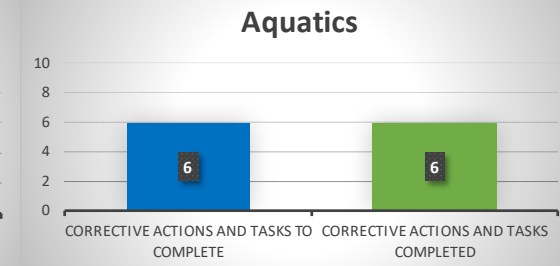 Aquatics
10
8
6
4
2
0
6
6
CORRECTIVE ACTIONS AND TASKS TO
COMPLETE
CORRECTIVE ACTIONS AND TASKS
COMPLETED